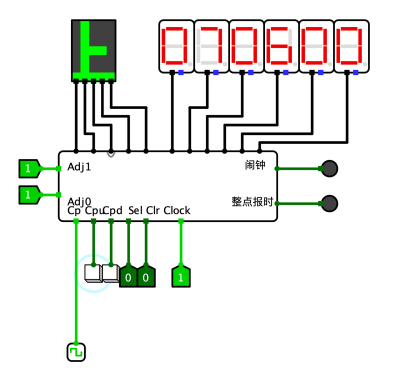 070600
1 Adj1 闹钟
1 Adj0 整点报时
Cp Cpu Cpd Sel Clr Clock
0 0 1